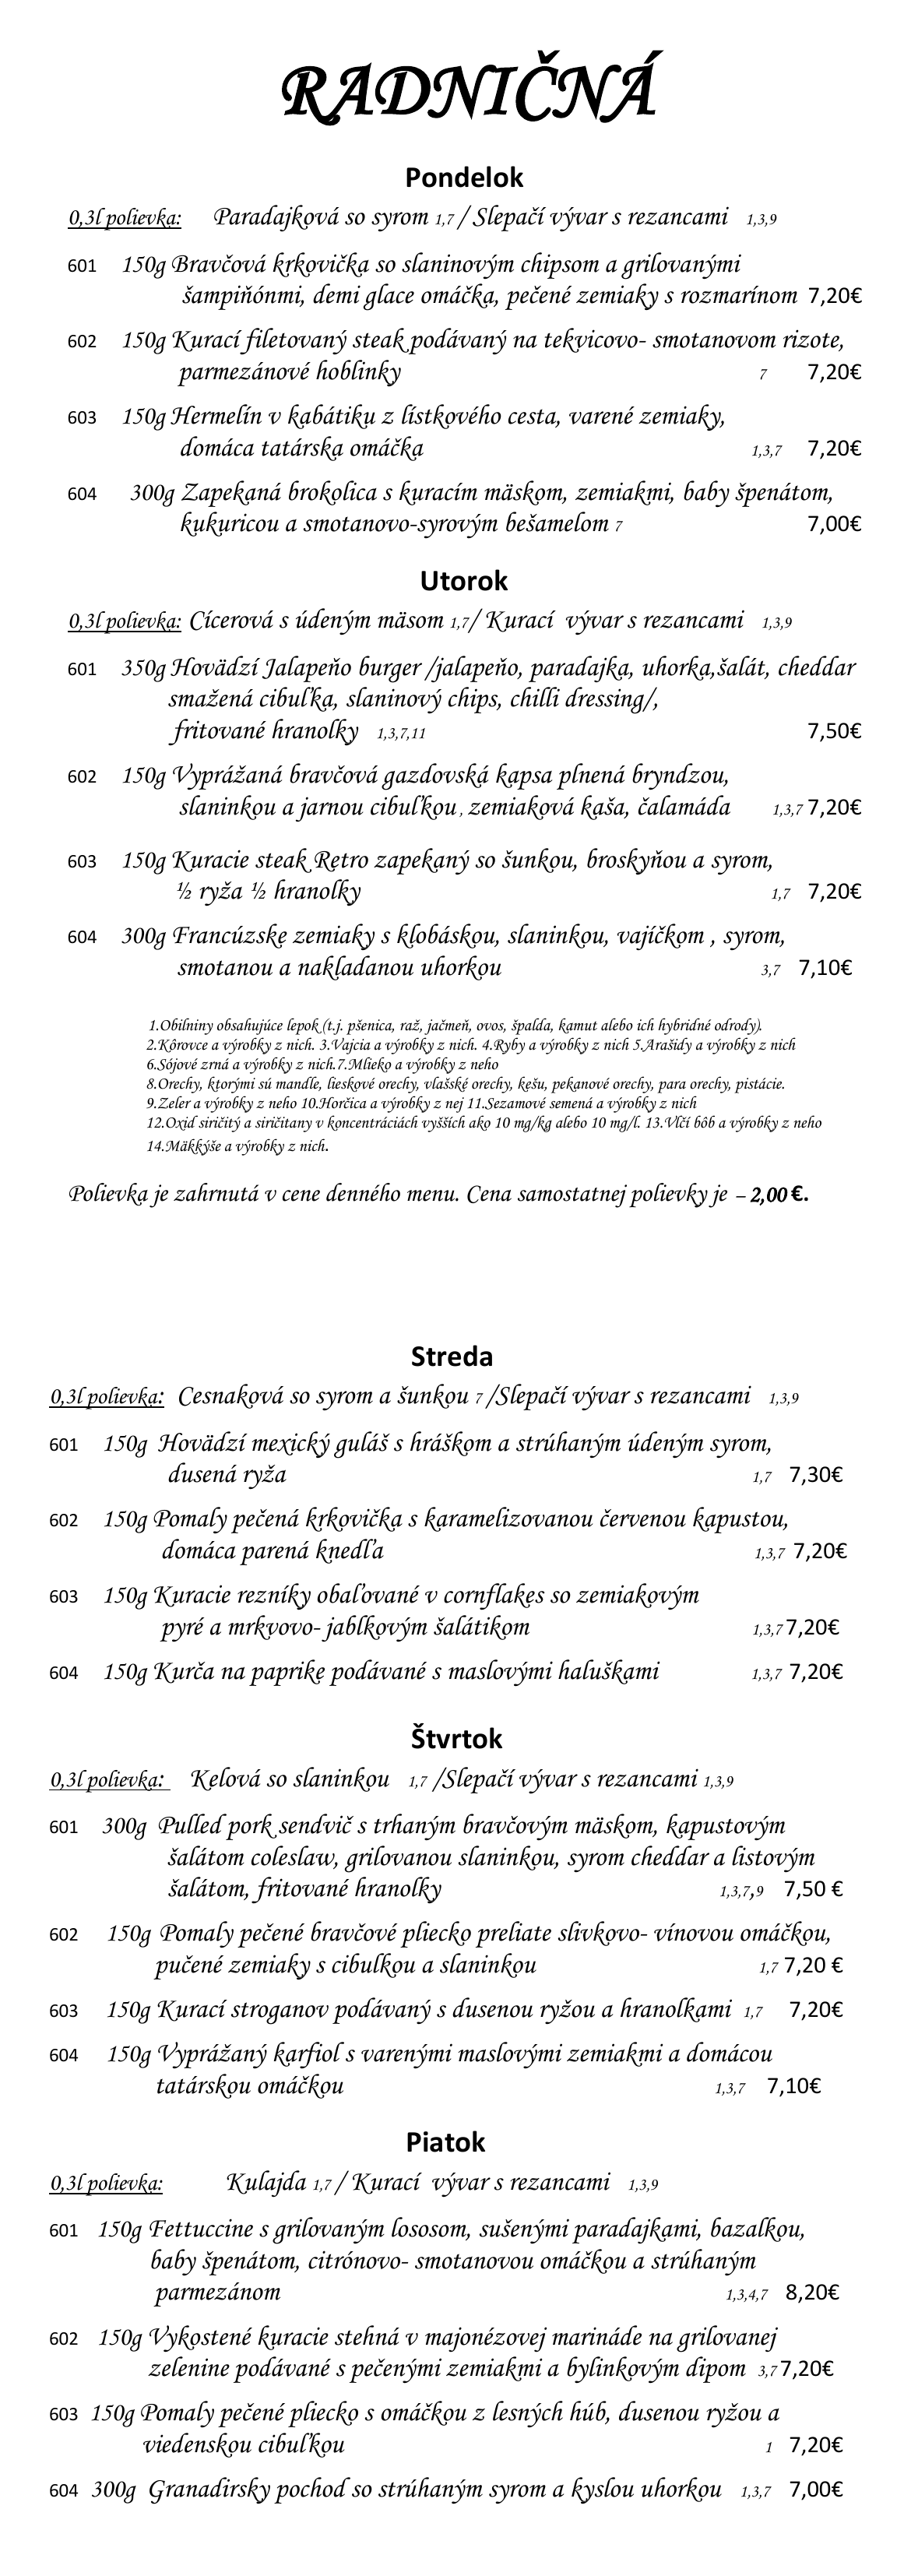 RADNIČNÁ
Pondelok
0,3l polievka: Paradajková so syrom 1,7 / Slepačí vývar s rezancami 1,3,9
601 150g Bravčová krkovička so slaninovým chipsom a grilovanými
šampiňónmi, demi glace omáčka, pečené zemiaky s rozmarínom 7,20€
602 150g Kurací filetovaný steak podávaný na tekvicovo- smotanovom rizote,
parmezánové hoblinky 7 7,20€
603 150g Hermelín v kabátiku z lístkového cesta, varené zemiaky,
domáca tatárska omáčka 1,3,7 7,20€
604 300g Zapekaná brokolica s kuracím mäskom, zemiakmi, baby špenátom,
kukuricou a smotanovo-syrovým bešamelom 7 7,00€
Utorok
0,3l polievka: Cícerová s údeným mäsom 1,7/ Kurací vývar s rezancami 1,3,9
601 350g Hovädzí Jalapeňo burger /jalapeňo, paradajka, uhorka,šalát, cheddar
smažená cibuľka, slaninový chips, chilli dressing/,
fritované hranolky 1,3,7,11 7,50€
602 150g Vyprážaná bravčová gazdovská kapsa plnená bryndzou,
slaninkou a jarnou cibuľkou , zemiaková kaša, čalamáda 1,3,7 7,20€
603 150g Kuracie steak Retro zapekaný so šunkou, broskyňou a syrom,
½ ryža ½ hranolky 1,7 7,20€
604 300g Francúzske zemiaky s klobáskou, slaninkou, vajíčkom , syrom,
smotanou a nakladanou uhorkou 3,7 7,10€
1.Obilniny obsahujúce lepok (t.j. pšenica, raž, jačmeň, ovos, špalda, kamut alebo ich hybridné odrody).
2.Kôrovce a výrobky z nich. 3.Vajcia a výrobky z nich. 4.Ryby a výrobky z nich 5.Arašidy a výrobky z nich
6.Sójové zrná a výrobky z nich.7.Mlieko a výrobky z neho
8.Orechy, ktorými sú mandle, lieskové orechy, vlašské orechy, kešu, pekanové orechy, para orechy, pistácie.
9.Zeler a výrobky z neho 10.Horčica a výrobky z nej 11.Sezamové semená a výrobky z nich
12.Oxid siričitý a siričitany v koncentráciách vyšších ako 10 mg/kg alebo 10 mg/l. 13.Vlčí bôb a výrobky z neho
14.Mäkkýše a výrobky z nich.
Polievka je zahrnutá v cene denného menu. Cena samostatnej polievky je – 2,00 €.
Streda
0,3l polievka: Cesnaková so syrom a šunkou 7 /Slepačí vývar s rezancami 1,3,9
601 150g Hovädzí mexický guláš s hráškom a strúhaným údeným syrom,
dusená ryža 1,7 7,30€
602 150g Pomaly pečená krkovička s karamelizovanou červenou kapustou,
domáca parená knedľa 1,3,7 7,20€
603 150g Kuracie rezníky obaľované v cornflakes so zemiakovým
pyré a mrkvovo- jablkovým šalátikom 1,3,7 7,20€
604 150g Kurča na paprike podávané s maslovými haluškami 1,3,7 7,20€
Štvrtok
0,3l polievka: Kelová so slaninkou 1,7 /Slepačí vývar s rezancami 1,3,9
601 300g Pulled pork sendvič s trhaným bravčovým mäskom, kapustovým
šalátom coleslaw, grilovanou slaninkou, syrom cheddar a listovým
šalátom, fritované hranolky 1,3,7,9 7,50 €
602 150g Pomaly pečené bravčové pliecko preliate slivkovo- vínovou omáčkou,
pučené zemiaky s cibulkou a slaninkou 1,7 7,20 €
603 150g Kurací stroganov podávaný s dusenou ryžou a hranolkami 1,7 7,20€
604 150g Vyprážaný karfiol s varenými maslovými zemiakmi a domácou
tatárskou omáčkou 1,3,7 7,10€
Piatok
0,3l polievka: Kulajda 1,7 / Kurací vývar s rezancami 1,3,9
601 150g Fettuccine s grilovaným lososom, sušenými paradajkami, bazalkou,
baby špenátom, citrónovo- smotanovou omáčkou a strúhaným
parmezánom 1,3,4,7 8,20€
602 150g Vykostené kuracie stehná v majonézovej marináde na grilovanej
zelenine podávané s pečenými zemiakmi a bylinkovým dipom 3,7 7,20€
603 150g Pomaly pečené pliecko s omáčkou z lesných húb, dusenou ryžou a
viedenskou cibuľkou 1 7,20€
604 300g Granadirsky pochod so strúhaným syrom a kyslou uhorkou 1,3,7 7,00€